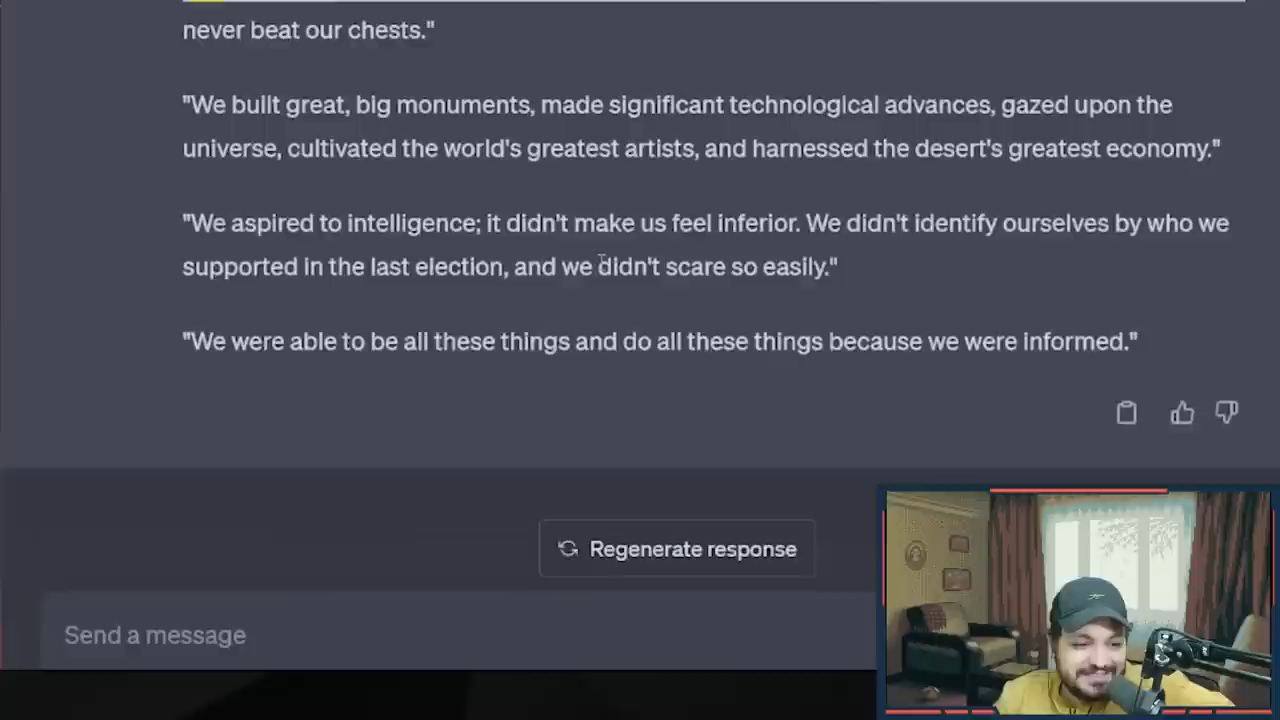 never beat our chests."
"We built great, big monuments, made significant technological advances, gazed upon the
universe, cultivated the world's greatest artists, and harnessed the desert's greatest economy."
"We aspired to intelligence; it didn't make us feel inferior. We didn't identify ourselves by who we
supported in the last election, and we didn't scare so easily."
"We were able to be all these things and do all these things because we were informed."
Regenerate response
Send a message